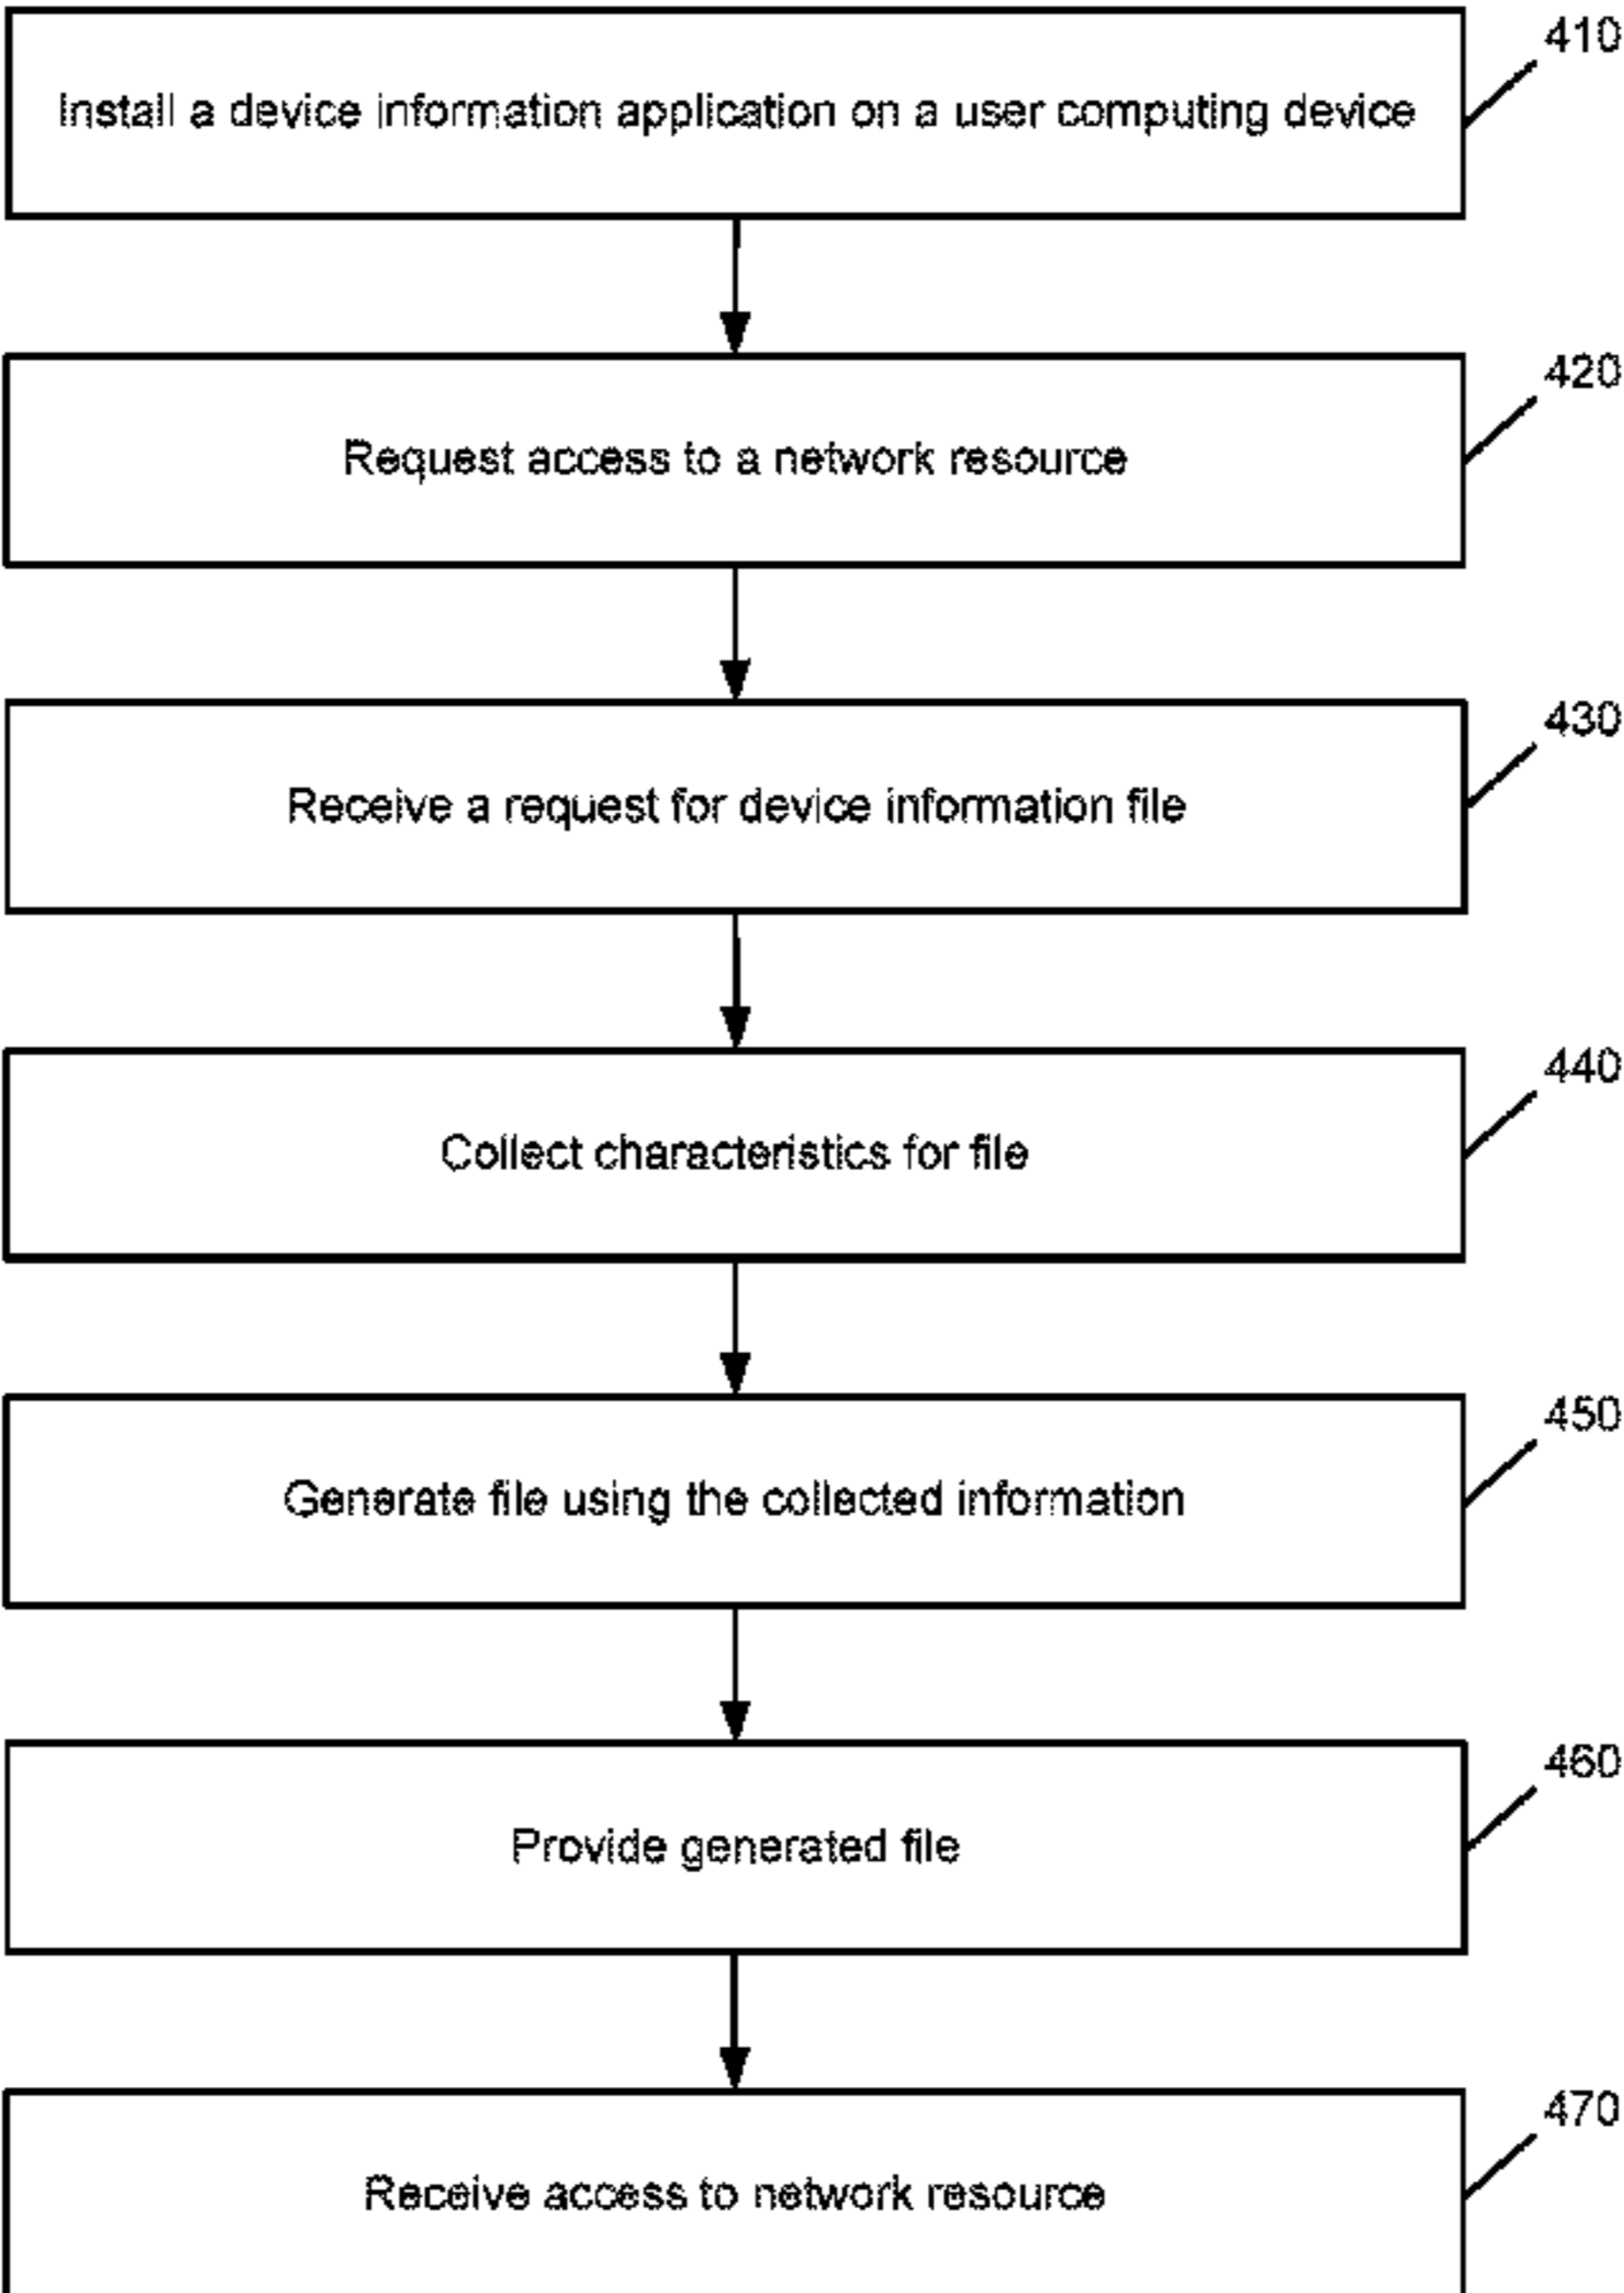 410
Install a device information application on a user computing device
420
Request access to a network resource
430
Receive a request for device information file
440
Collect characteristics for file
450
Generate file using the collected information
460
Provide generated file
470
Receive access to network resource